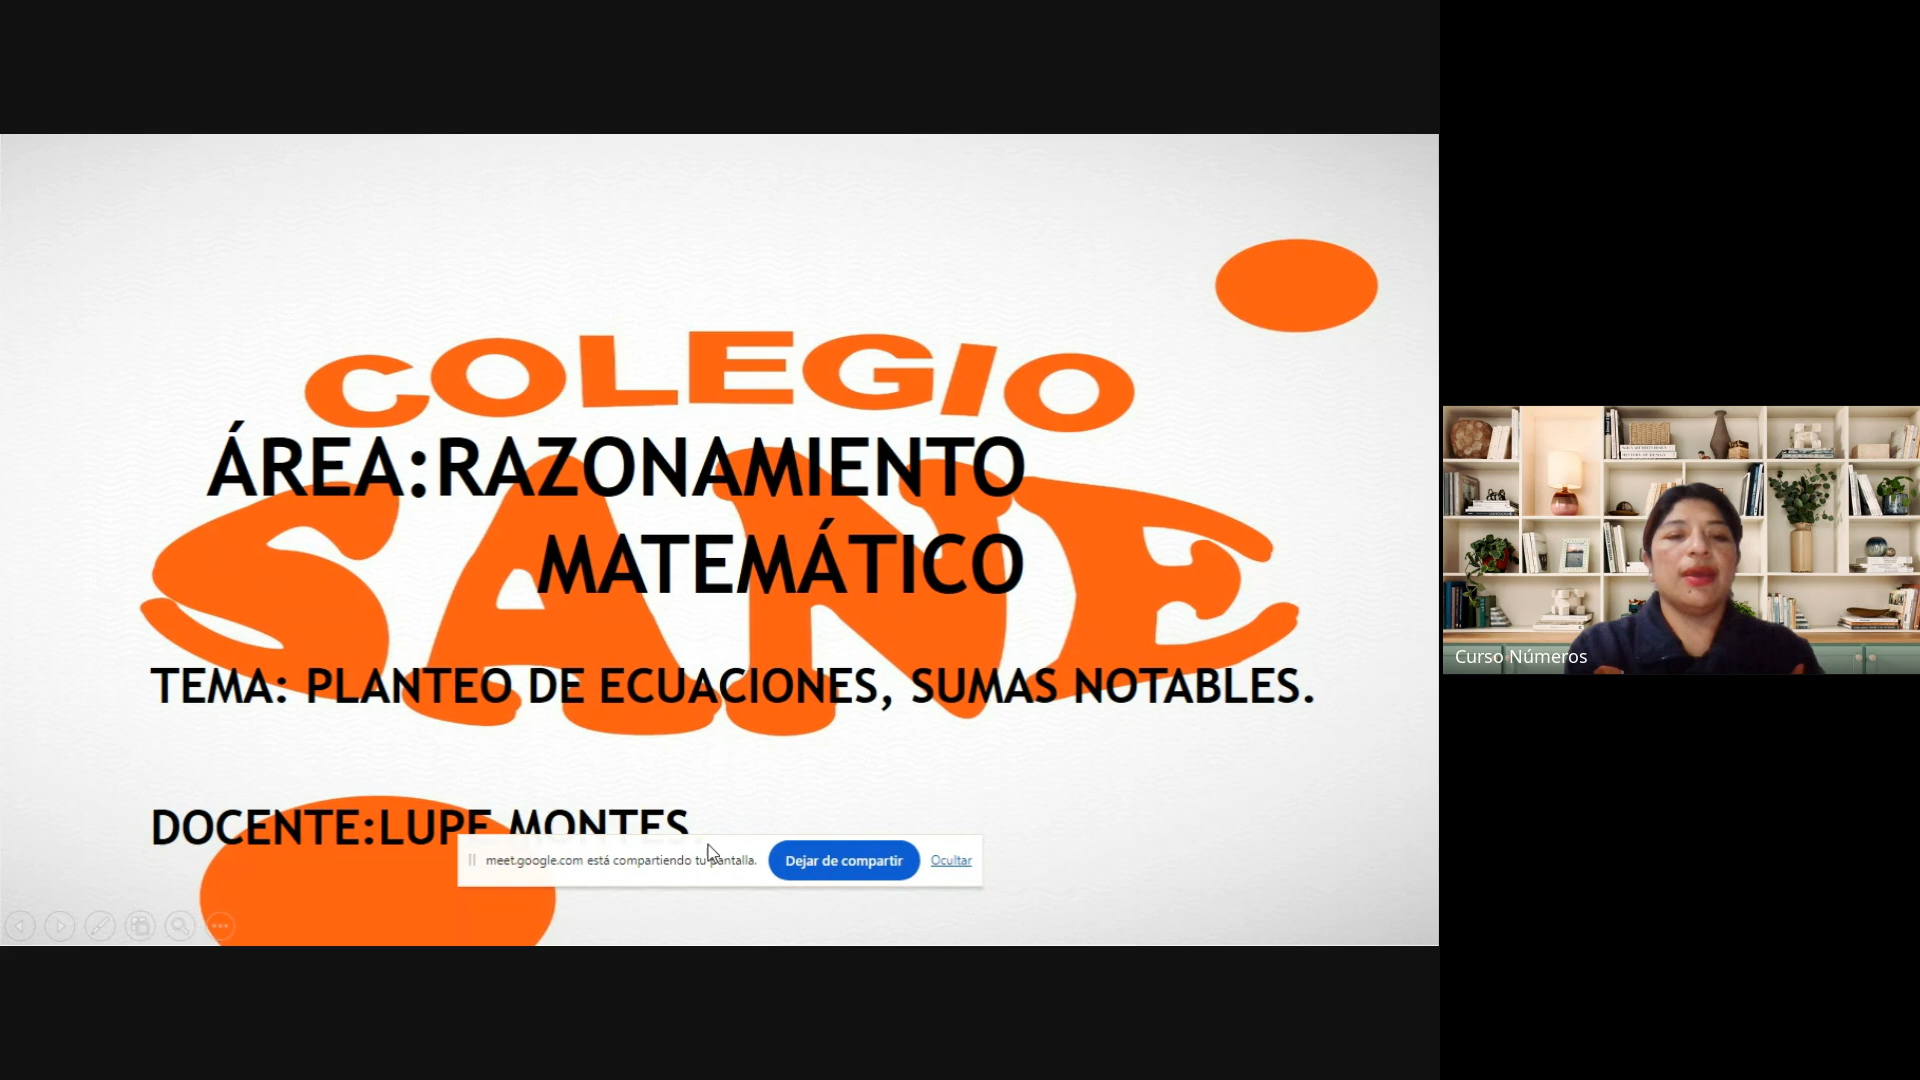 COLEGIO
SANE
ÁREA:RAZONAMIENTO
MATEMÁTICO
TEMA: PLANTEO DE ECUACIONES, SUMAS NOTABLES.
DOCENTE:LUPE MONTES.
meet.google.com está compartiendo tu pantalla.
Dejar de compartir
Ocultar
Curso Números